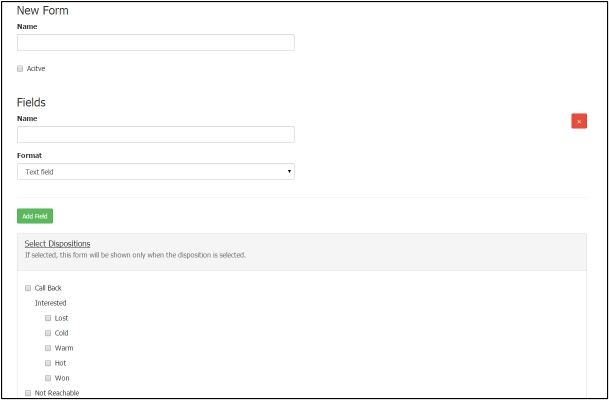 New Form
Name
Acitve
Fields
Name
×
Format
Text field
Add Field
Select Dispositions
If selected, this form will be shown only when the disposition is selected.
Call Back
Interested
Lost
Cold
Warm
Hot
Won
Not Reachable